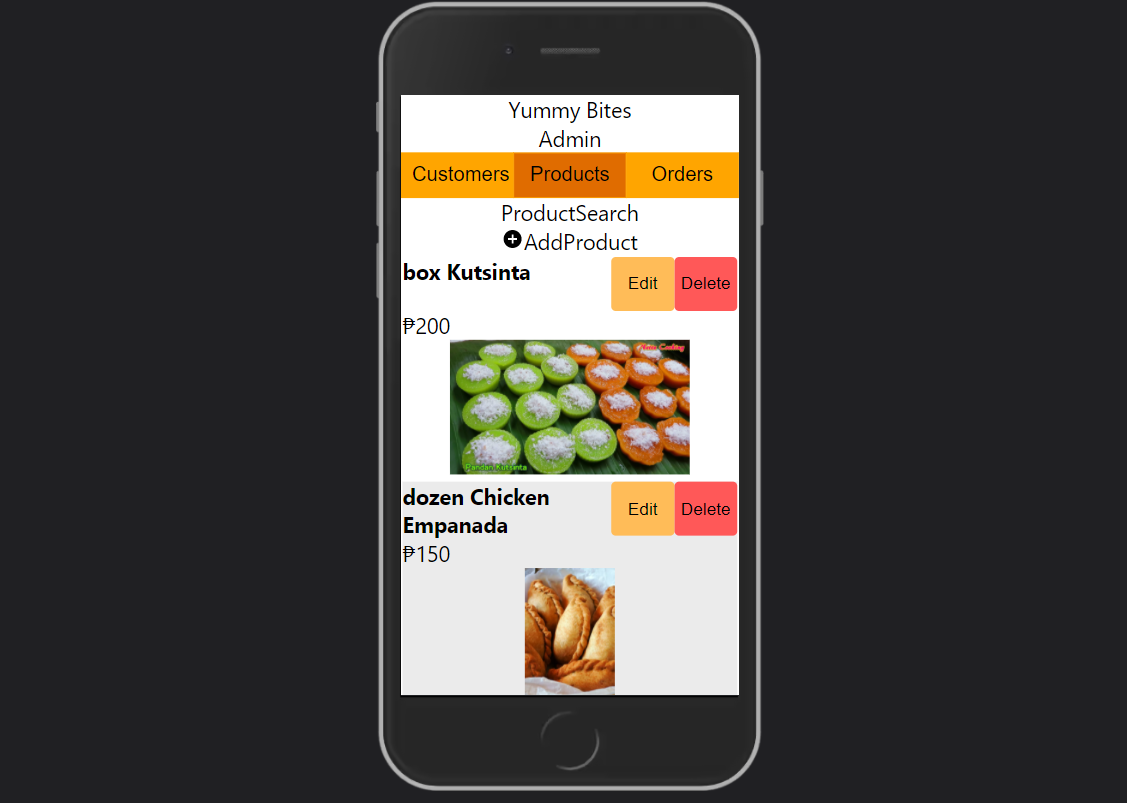 Yummy Bites
Admin
Customers Products Orders
ProductSearch
AddProduct
box Kutsinta
Edit Delete
₱200
Pandan Kutsinta
dozen Chicken
Empanada
Edit Delete
₱150